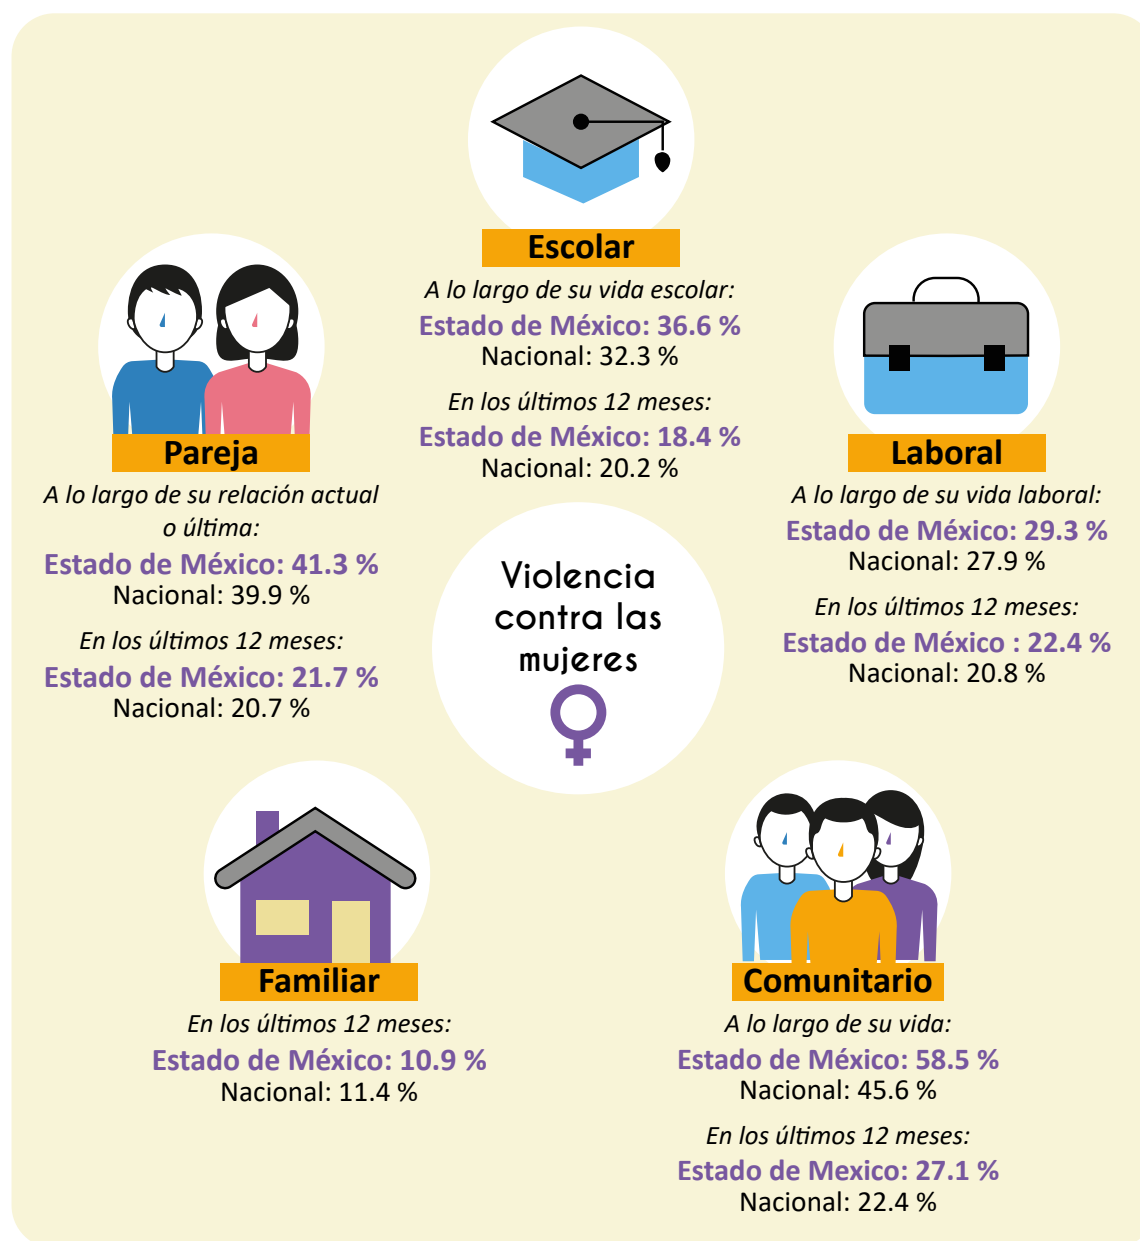 Escolar
A lo largo de su vida escolar:
Estado de México: 36.6 %
Nacional: 32.3 %
En los últimos 12 meses:
Estado de México: 18.4 %
Nacional: 20.2 %
Pareja
A lo largo de su relación actual
o última:
Estado de México: 41.3 %
Nacional: 39.9 %
En los últimos 12 meses:
Estado de México: 21.7 %
Nacional: 20.7 %
Laboral
A lo largo de su vida laboral:
Estado de México: 29.3 %
Nacional: 27.9 %
En los últimos 12 meses:
Estado de México : 22.4 %
Nacional: 20.8 %
Violencia
contra las
mujeres
Familiar
En los últimos 12 meses:
Estado de México: 10.9 %
Nacional: 11.4 %
Comunitario
A lo largo de su vida:
Estado de México: 58.5 %
Nacional: 45.6 %
En los últimos 12 meses:
Estado de Mexico: 27.1 %
Nacional: 22.4 %